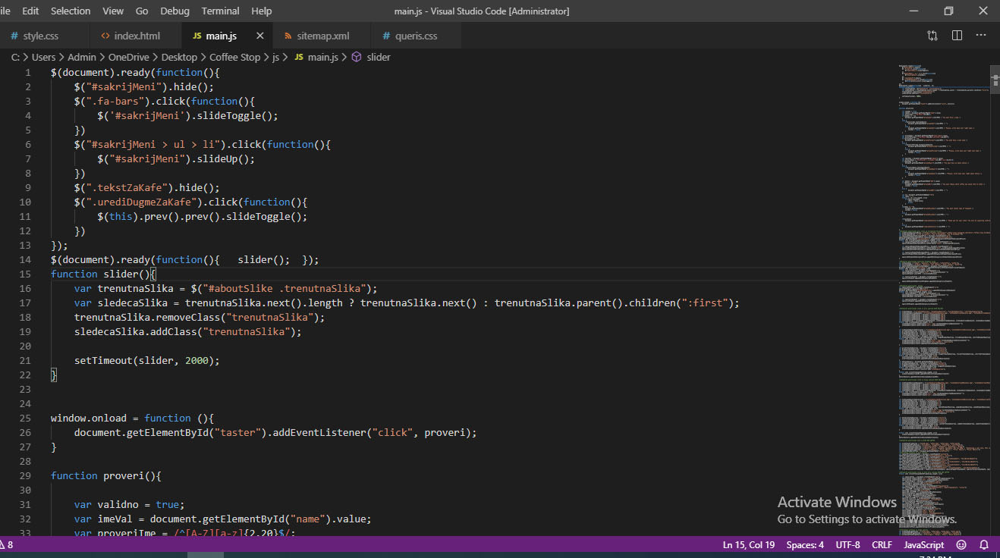 ile Edit Selection View Go Debug Terminal Help main.js - Visual Studio Code [Administrator]
# style.css <> index.html JS main.js × sitemap.xml # queris.css ···
C: > Users > Admin > OneDrive > Desktop > Coffee Stop > js > JS main.js > slider
1 $(document).ready(function(){
2 $("#sakrijMeni").hide();
3 $(".fa-bars").click(function(){
4 $('#sakrijMeni').slideToggle();
5 })
6 $("#sakrijMeni > ul > li").click(function(){
7 $("#sakrijMeni").slideUp();
8 })
9 $(".tekstZaKafe").hide();
10 $(".urediDugmeZaKafe").click(function(){
11 $(this).prev().prev().slideToggle();
12 })
13 });
14 $(document).ready(function(){ slider(); });
15 function slider(){
16 var trenutnaSlika = $("#aboutSlike .trenutnaSlika");
17 var sledecaSlika = trenutnaSlika.next().length ? trenutnaSlika.next() : trenutnaSlika.parent().children(":first");
18 trenutnaSlika.removeClass("trenutnaSlika");
19 sledecaSlika.addClass("trenutnaSlika");
20
21 setTimeout(slider, 2000);
22 }
23
24
25 window.onload = function (){
26 document.getElementById("taster").addEventListener("click", proveri);
27 }
28
29 function proveri(){
30
31 var validno = true;
32 var imeVal = document.getElementById("name").value;
33 var proveriIme = /^[A-Z][a-z]{2,20}$/;
Activate Windows
Go to Settings to activate Windows.
8 Ln 15, Col 19 Spaces: 4 UTF-8 CRLF JavaScript
7:24 PM